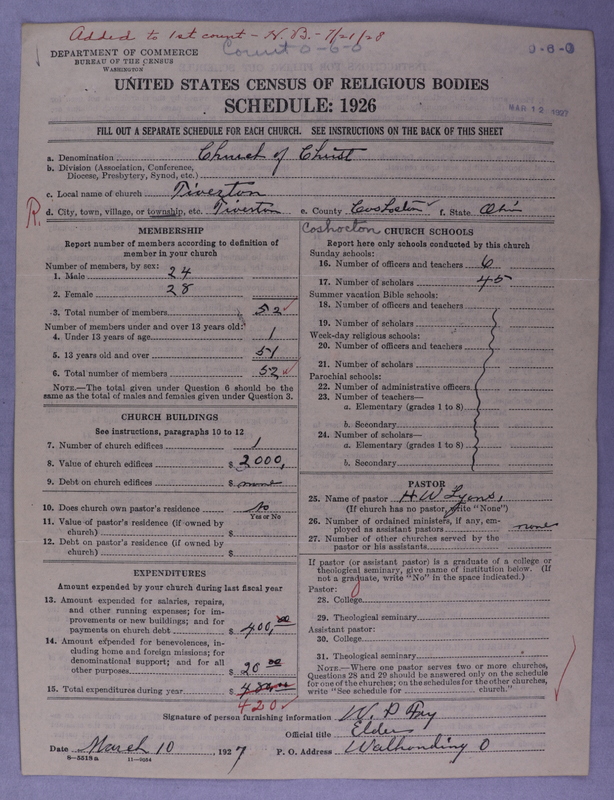 Added to 1st count - N. B. - 7/21/28
Count 0-6-0
0-6-0
DEPARTMENT OF COMMERCE
BUREAU OF THE CENSUS
WASHINGTON
UNITED STATES CENSUS OF RELIGIOUS BODIES
SCHEDULE: 1926
MAR 12 1927
FILL OUT A SEPARATE SCHEDULE FOR EACH CHURCH. SEE INSTRUCTIONS ON THE BACK OF THIS SHEET
a. Denomination Church of Christ
b. Division (Association, Conference,
Diocese, Presbytery, Synod, etc.)
c. Local name of church Tiverton
R. d. City, town, village, or township, etc. Tiverton e. County Coshocton f. State Ohio
Coshocton
MEMBERSHIP
Report number of members according to definition of
member in your church
Number of members, by sex:
1. Male 24
2. Female 28
3. Total number of members 52
Number of members under and over 13 years old:
4. Under 13 years of age 1
5. 13 years old and over 51
6. Total number of members 52
NOTE.—The total given under Question 6 should be the
same as the total of males and females given under Question 3.
CHURCH BUILDINGS
See instructions, paragraphs 10 to 12
7. Number of church edifices 1
8. Value of church edifices $ 2000,
9. Debt on church edifices $ none
10. Does church own pastor's residence? No
Yes or No
11. Value of pastor's residence (if owned by
church) $
12. Debt on pastor's residence (if owned by
church) $
EXPENDITURES
Amount expended by your church during last fiscal year
13. Amount expended for salaries, repairs,
and other running expenses; for im-
provements or new buildings; and for
payments on church debt $ 400,00
14. Amount expended for benevolences, in-
cluding home and foreign missions; for
denominational support; and for all
other purposes $ 20 00
15. Total expenditures during year $
420
CHURCH SCHOOLS
Report here only schools conducted by this church
Sunday schools:
16. Number of officers and teachers 6
17. Number of scholars 45
Summer vacation Bible schools:
18. Number of officers and teachers
19. Number of scholars
Week-day religious schools:
20. Number of officers and teachers
21. Number of scholars
Parochial schools:
22. Number of administrative officers
23. Number of teachers—
a. Elementary (grades 1 to 8)
b. Secondary
24. Number of scholars—
a. Elementary (grades 1 to 8)
b. Secondary
PASTOR
25. Name of pastor H W Lyons,
(If church has no pastor, write "None")
26. Number of ordained ministers, if any, em-
ployed as assistant pastors none
27. Number of other churches served by the
pastor or his assistants
If pastor (or assistant pastor) is a graduate of a college or
theological seminary, give name of institution below. (If
not a graduate, write "No" in the space indicated.)
Pastor:
28. College
29. Theological seminary
Assistant pastor:
30. College
31. Theological seminary
NOTE.—Where one pastor serves two or more churches,
Questions 28 and 29 should be answered only on the schedule
for one of the churches; on the schedules for the other churches,
write "See schedule for church."
Signature of person furnishing information W. P Fry
Official title Elder
Date March 10, 1927 P. O. Address Walhonding O
8—5518a 11—9034